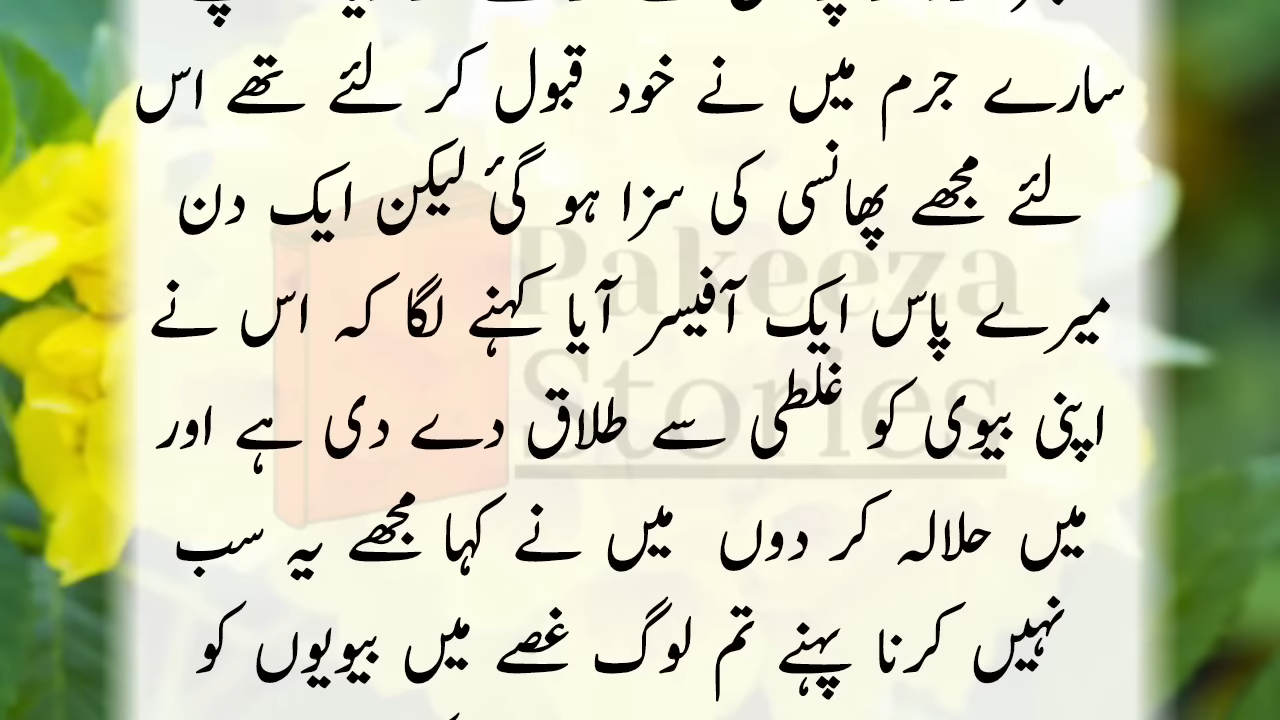 سارے جرم میں نے خود قبول کر لئے تھے اس
لئے مجھے پھانسی کی سزا ہو گئ لیکن ایک دن
میرے پاس ایک آفیسر آیا کہنے لگا کہ اس نے
اپنی بیوی کو غلطی سے طلاق دے دی ہے اور
میں حلالہ کر دوں میں نے کہا مجھے یہ سب
نہیں کرنا پہنے تم لوگ غصے میں بیویوں کو
Pakeeza
Stories